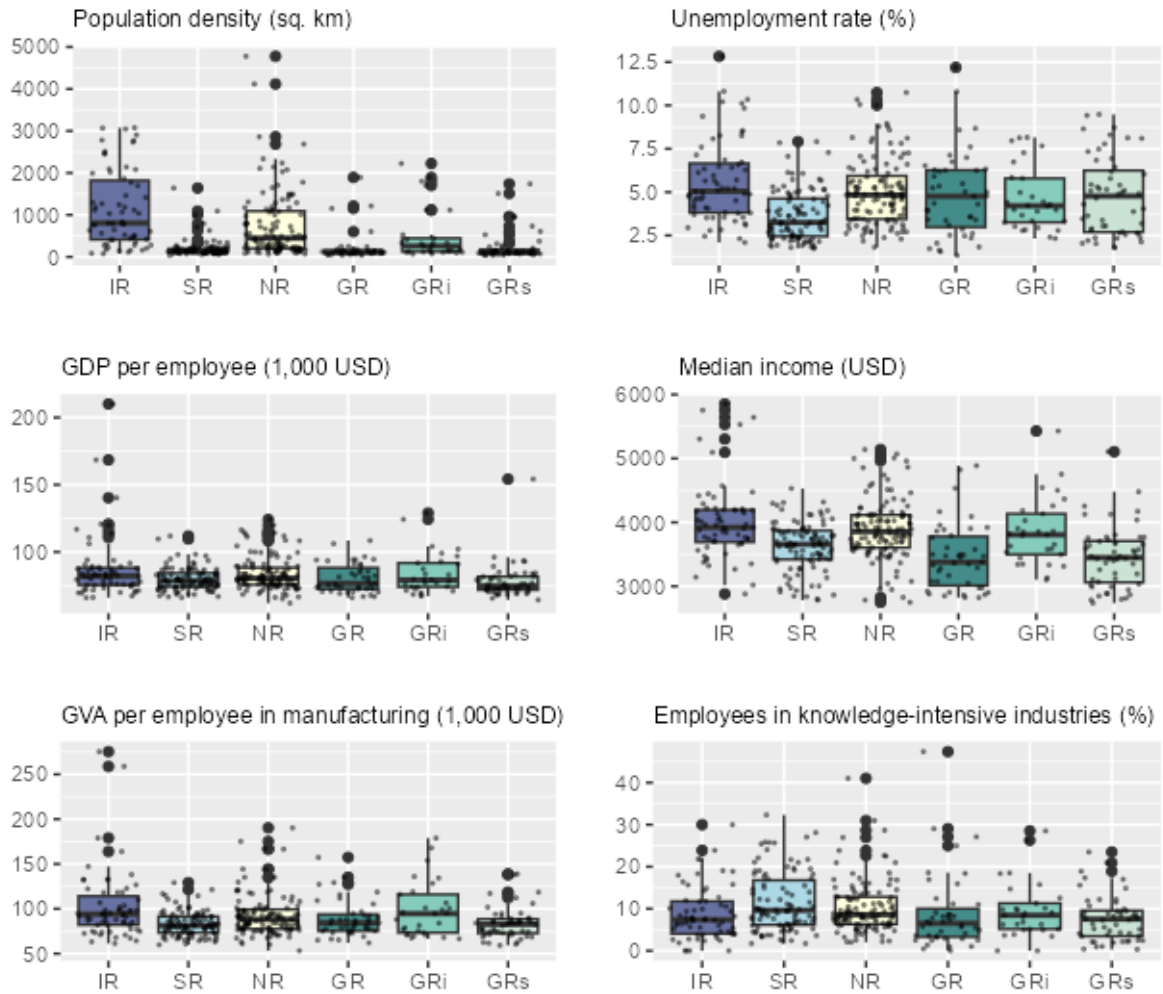 Population density (sq. km)
5000
4000
3000
2000
1000
0
IR SR NR GR GRi GRs
Unemployment rate (%)
12.5
10.0
7.5
5.0
2.5
IR SR NR GR GRi GRs
GDP per employee (1,000 USD)
200
150
100
IR SR NR GR GRi GRs
Median income (USD)
6000
5000
4000
3000
IR SR NR GR GRi GRs
GVA per employee in manufacturing (1,000 USD)
250
200
150
100
50
IR SR NR GR GRi GRs
Employees in knowledge-intensive industries (%)
40
30
20
10
0
IR SR NR GR GRi GRs